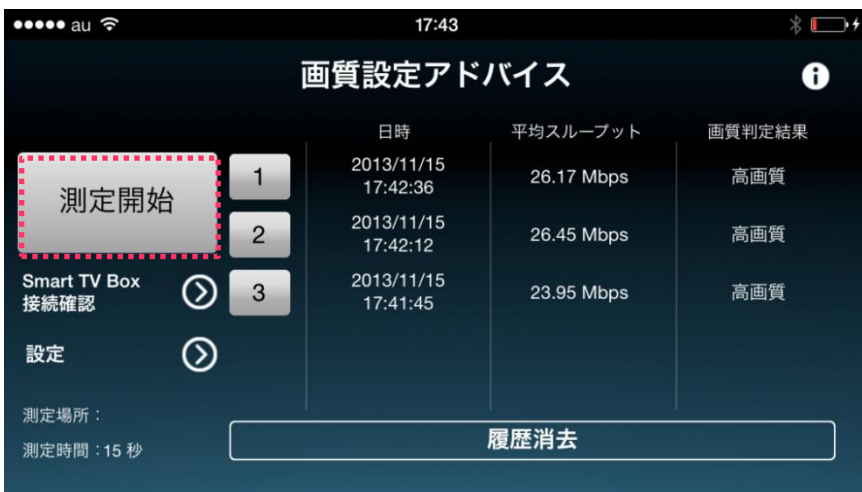 au
17:43
画質設定アドバイス
日時
平均スループット
画質判定結果
測定開始
1
2013/11/15
17:42:36
26.17 Mbps
高画質
2
2013/11/15
17:42:12
26.45 Mbps
高画質
Smart TV Box
接続確認
3
2013/11/15
17:41:45
23.95 Mbps
高画質
設定
測定場所：
測定時間：15 秒
履歴消去